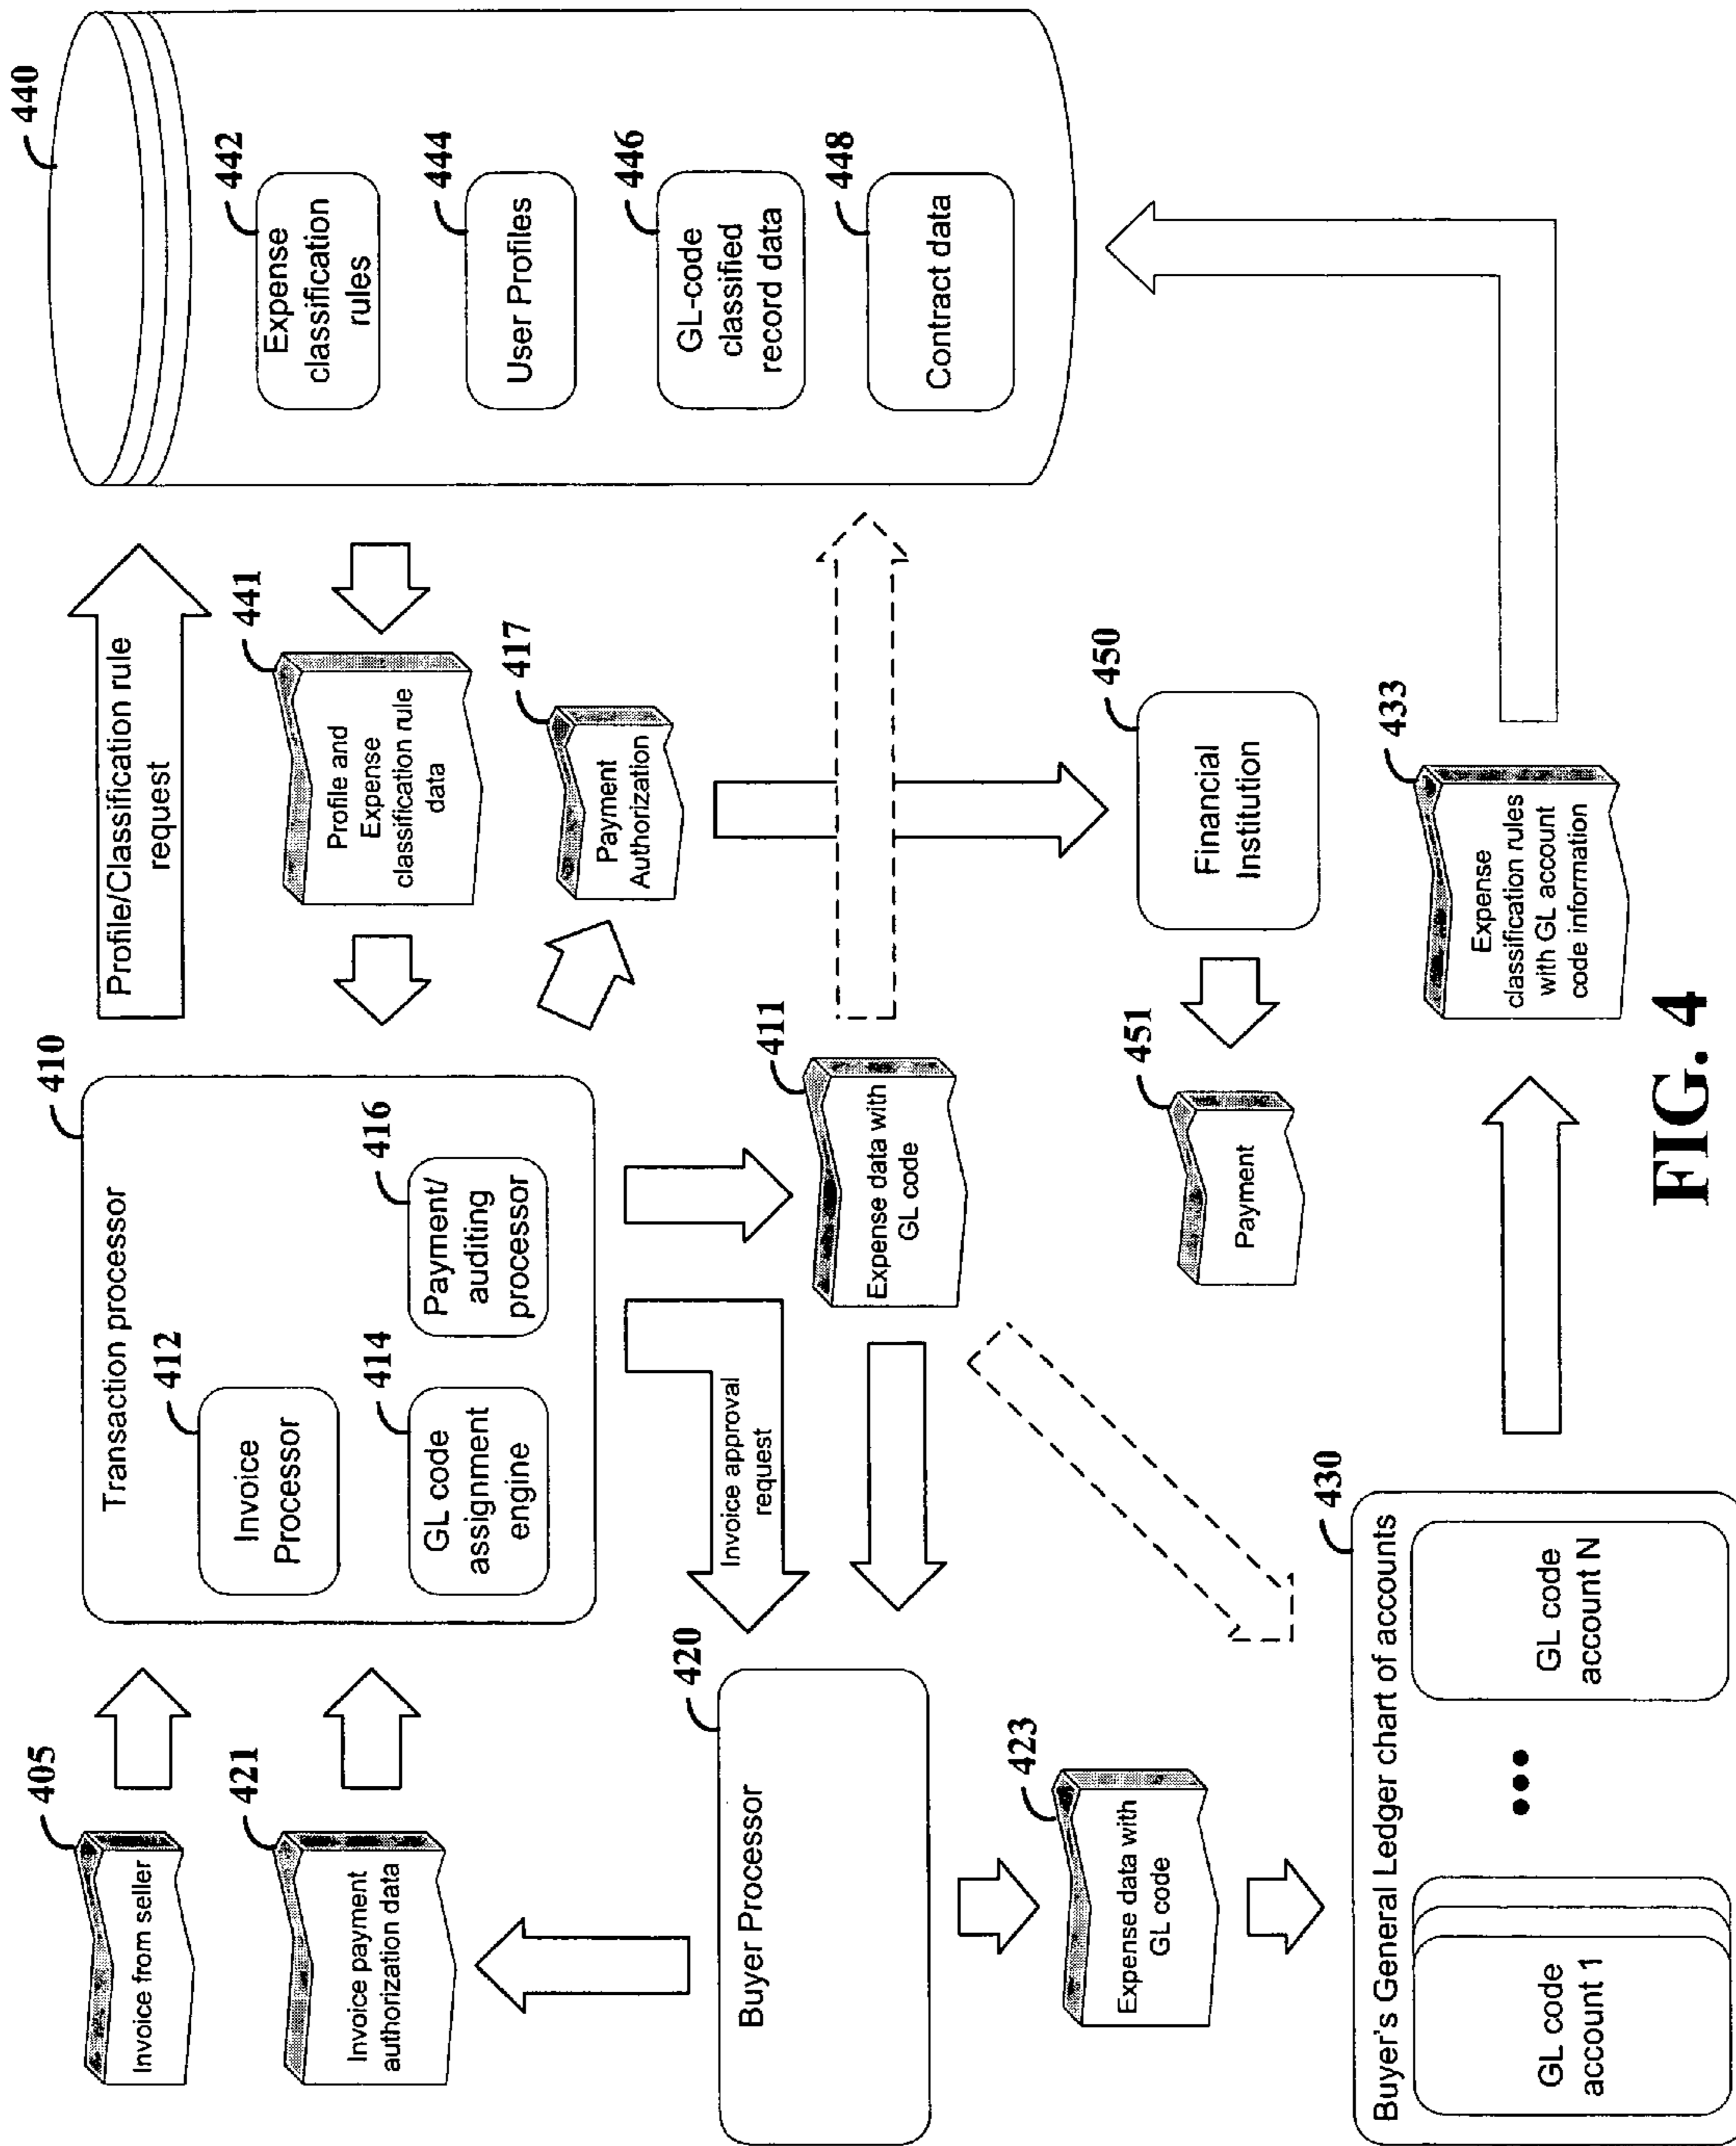 405
Invoice from seller
421
Invoice payment
authorization data
410
Transaction processor
412
Invoice
Processor
414
GL code
assignment
engine
416
Payment/
auditing
processor
Profile/Classification rule
request
441
Profile and
Expense
classification rule
data
417
Payment
Authorization
440
442
Expense
classification
rules
444
User Profiles
446
GL-code
classified
record data
448
Contract data
420
Buyer Processor
Invoice approval
request
411
Expense data with
GL code
423
Expense data with
GL code
450
Financial
Institution
451
Payment
430
Buyer's General Ledger chart of accounts
GL code
account 1
•••
GL code
account N
433
Expense
classification rules
with GL account
code information
FIG. 4